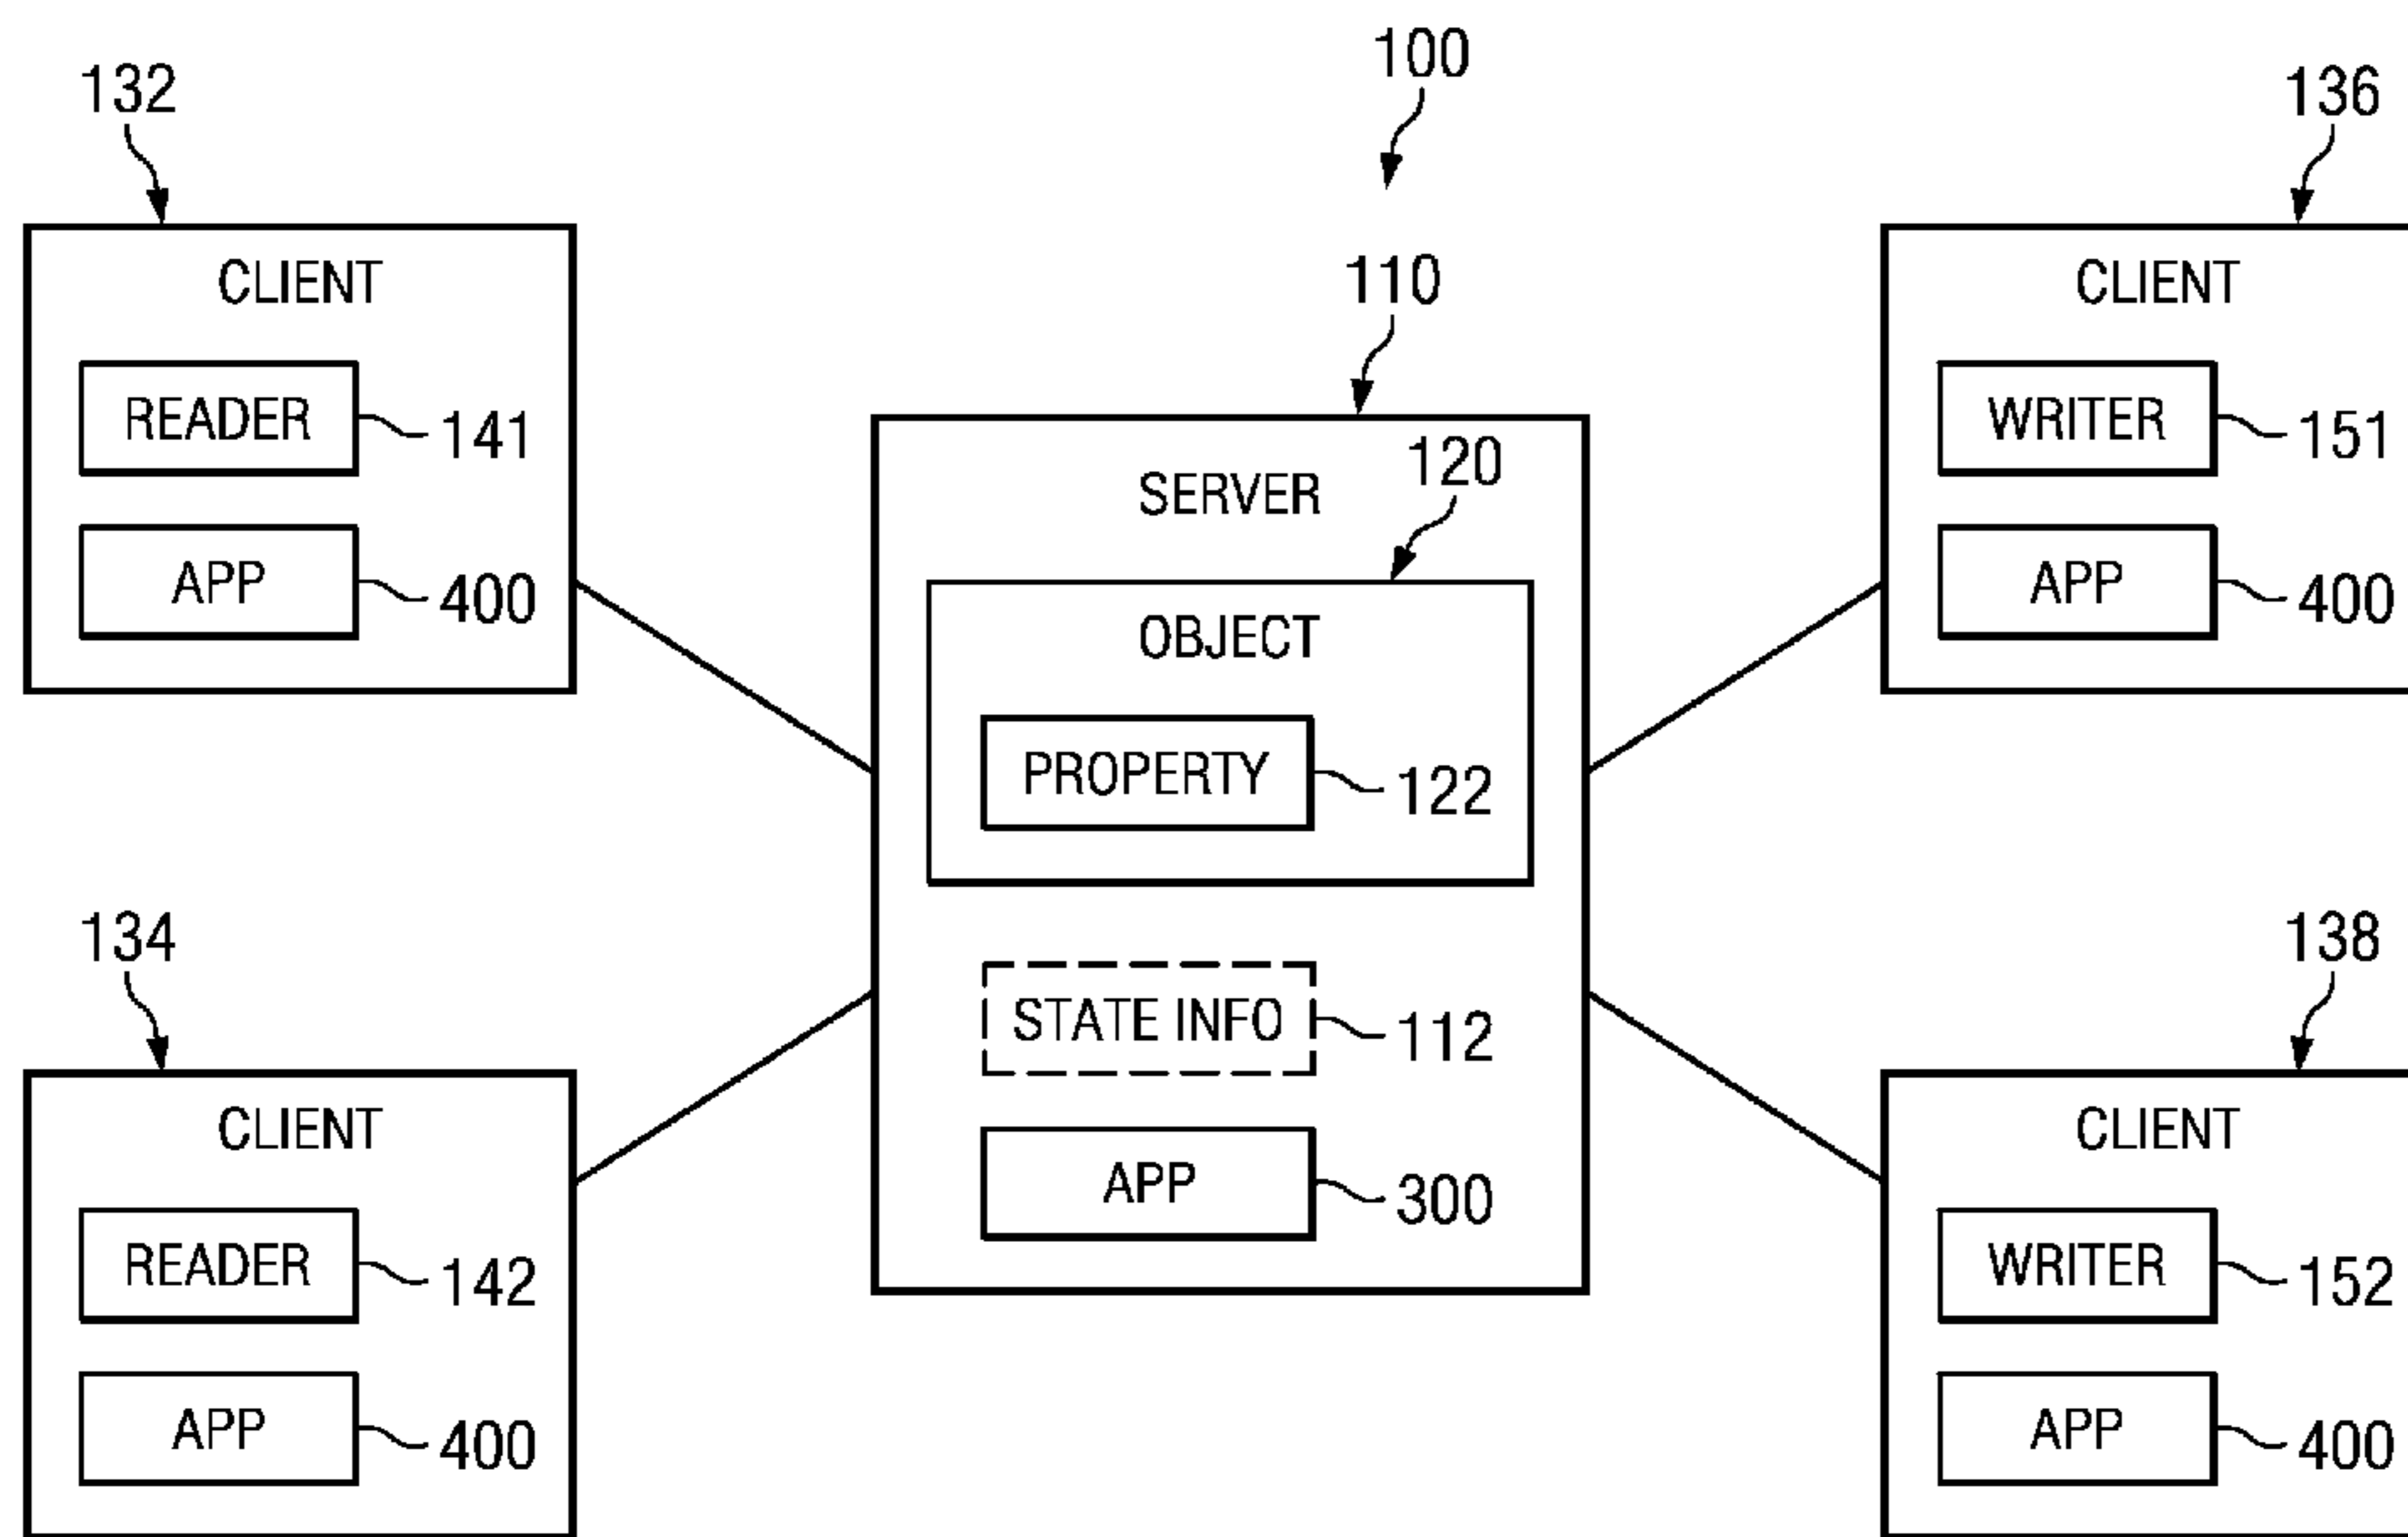 100
132
136
110
CLIENT
READER
141
APP
400
CLIENT
WRITER
151
APP
400
SERVER
120
OBJECT
PROPERTY
122
STATE INFO
112
APP
300
134
138
CLIENT
READER
142
APP
400
CLIENT
WRITER
152
APP
400